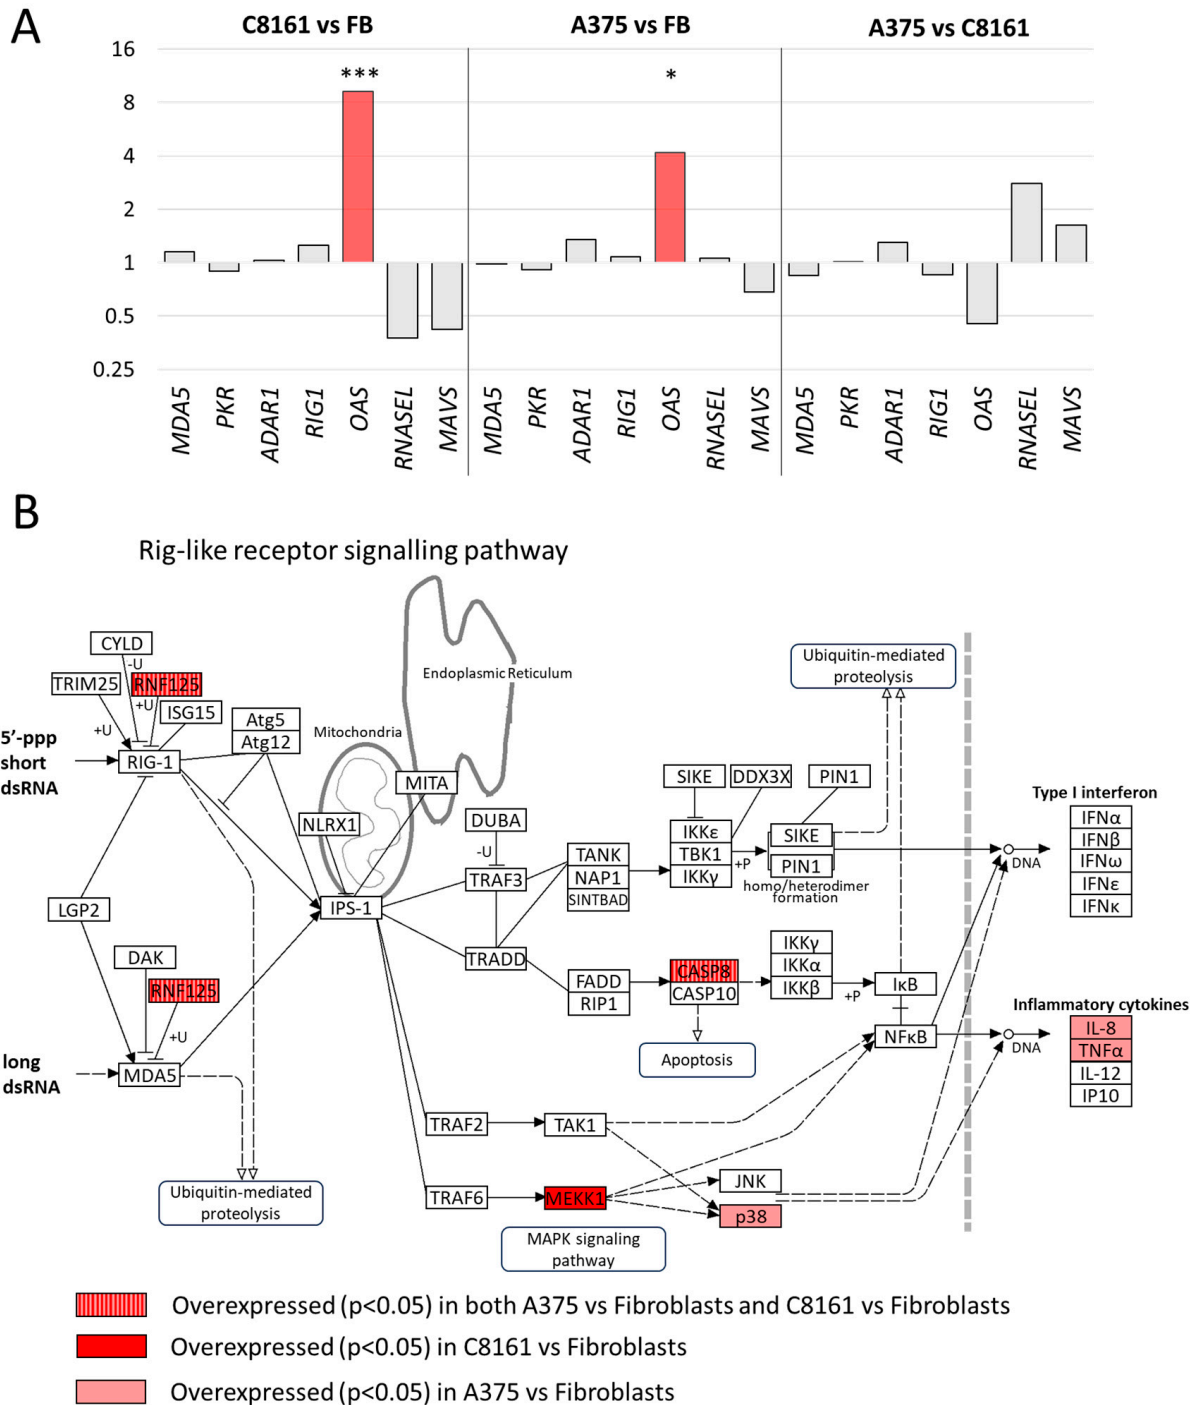 A
C8161 vs FB
A375 vs FB
A375 vs C8161
16
8
4
2
1
0.5
0.25
***
*
MDA5
PKR
ADAR1
RIG1
OAS
RNASEL
MAVS
MDA5
PKR
ADAR1
RIG1
OAS
RNASEL
MAVS
MDA5
PKR
ADAR1
RIG1
OAS
RNASEL
MAVS
B
Rig-like receptor signalling pathway
CYLD
-U
TRIM25
RNF125
+U
ISG15
+U
5'-ppp
short
dsRNA
RIG-1
Atg5
Atg12
Mitochondria
Endoplasmic Reticulum
MITA
NLRX1
IPS-1
LGP2
DAK
RNF125
+U
long
dsRNA
MDA5
Ubiquitin-mediated
proteolysis
DUBA
-U
TRAF3
TRADD
TANK
NAP1
SINTBAD
FADD
RIP1
SIKE
DDX3X
PIN1
IKKε
TBK1
IKKγ
+P
SIKE
PIN1
homo/heterodimer
formation
Ubiquitin-mediated
proteolysis
CASP8
CASP10
Apoptosis
IKKγ
IKKα
IKKβ
+P
IκB
NFκB
TRAF2
TAK1
TRAF6
MEKK1
JNK
p38
MAPK signaling
pathway
DNA
Type I interferon
IFNα
IFNβ
IFNω
IFNε
IFNκ
DNA
Inflammatory cytokines
IL-8
TNFα
IL-12
IP10
Overexpressed (p<0.05) in both A375 vs Fibroblasts and C8161 vs Fibroblasts
Overexpressed (p<0.05) in C8161 vs Fibroblasts
Overexpressed (p<0.05) in A375 vs Fibroblasts